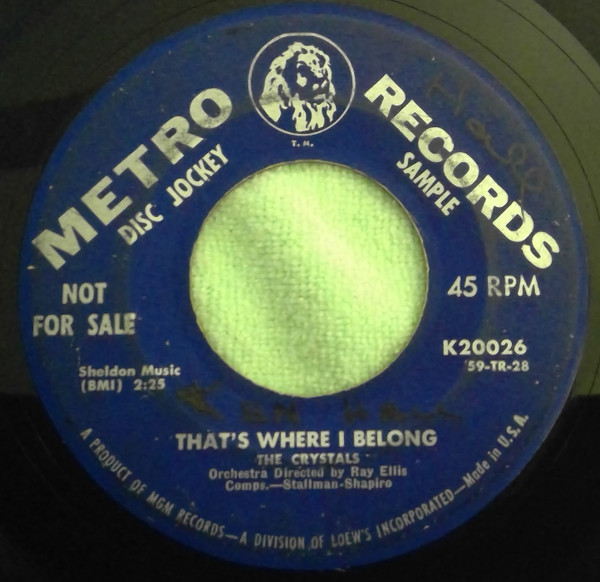 METRO RECORDS
T. M.
DISC JOCKEY SAMPLE
NOT
FOR SALE
45 RPM
K20026
59-TR-28
Sheldon Music
(BMI) 2:25
THAT'S WHERE I BELONG
THE CRYSTALS
Orchestra Directed by Ray Ellis
Comps.—Stallman-Shapiro
A PRODUCT OF MGM RECORDS—A DIVISION OF LOEW'S INCORPORATED—Made in U.S.A.